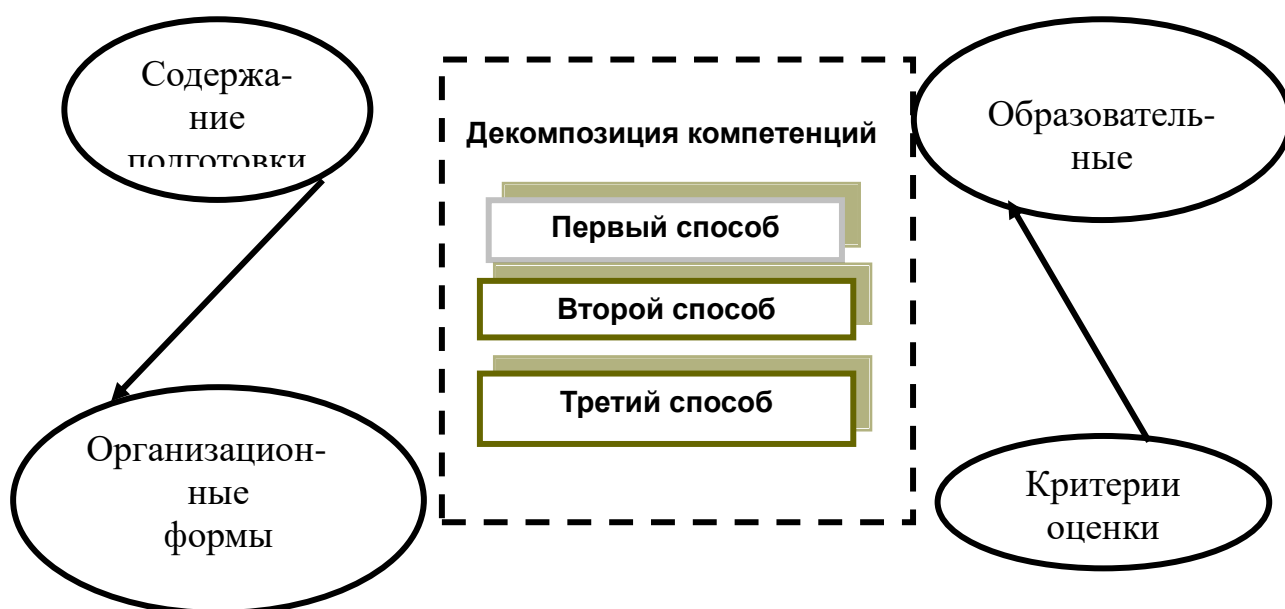 Содержа-
ние
подготовки
Декомпозиция компетенций
Первый способ
Второй способ
Третий способ
Образователь-
ные
Организацион-
ные
формы
Критерии
оценки